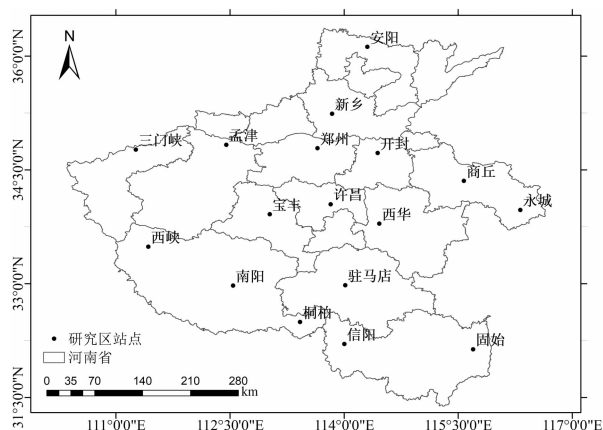 N
安阳
新乡
三门峡
孟津
郑州
开封
商丘
永城
宝丰
许昌
西华
西峡
南阳
驻马店
桐柏
信阳
固始
研究区站点
河南省
0 35 70 140 210 280
km
36°0'0"N
34°30'0"N
33°0'0"N
31°30'0"N
111°0'0"E 112°30'0"E 114°0'0"E 115°30'0"E 117°0'0"E